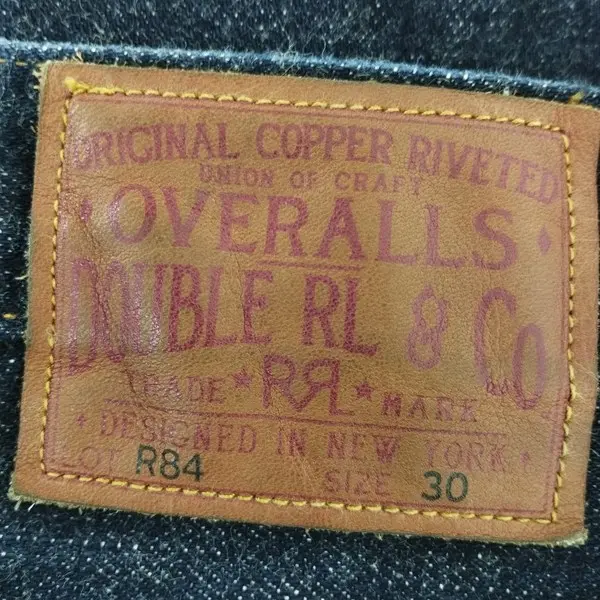 ORIGINAL COPPER RIVETED
UNION OF CRAFT
OVERALLS
DOUBLE RL & CO
TRADE RRL MARK
DESIGNED IN NEW YORK
LOT R84 SIZE 30